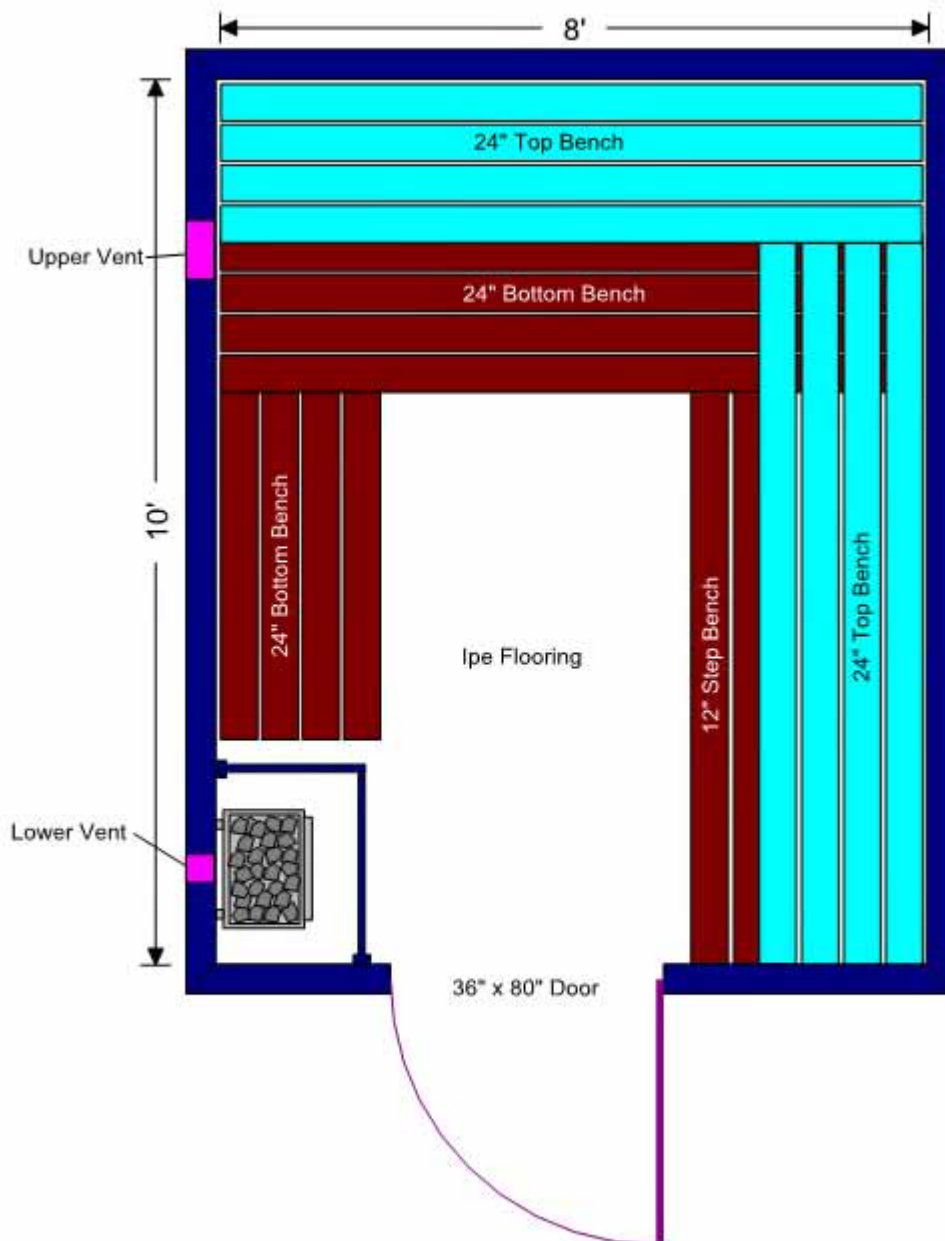 8'
24" Top Bench
Upper Vent
24" Bottom Bench
10'
24" Bottom Bench
24" Top Bench
12" Step Bench
Ipe Flooring
Lower Vent
36" x 80" Door